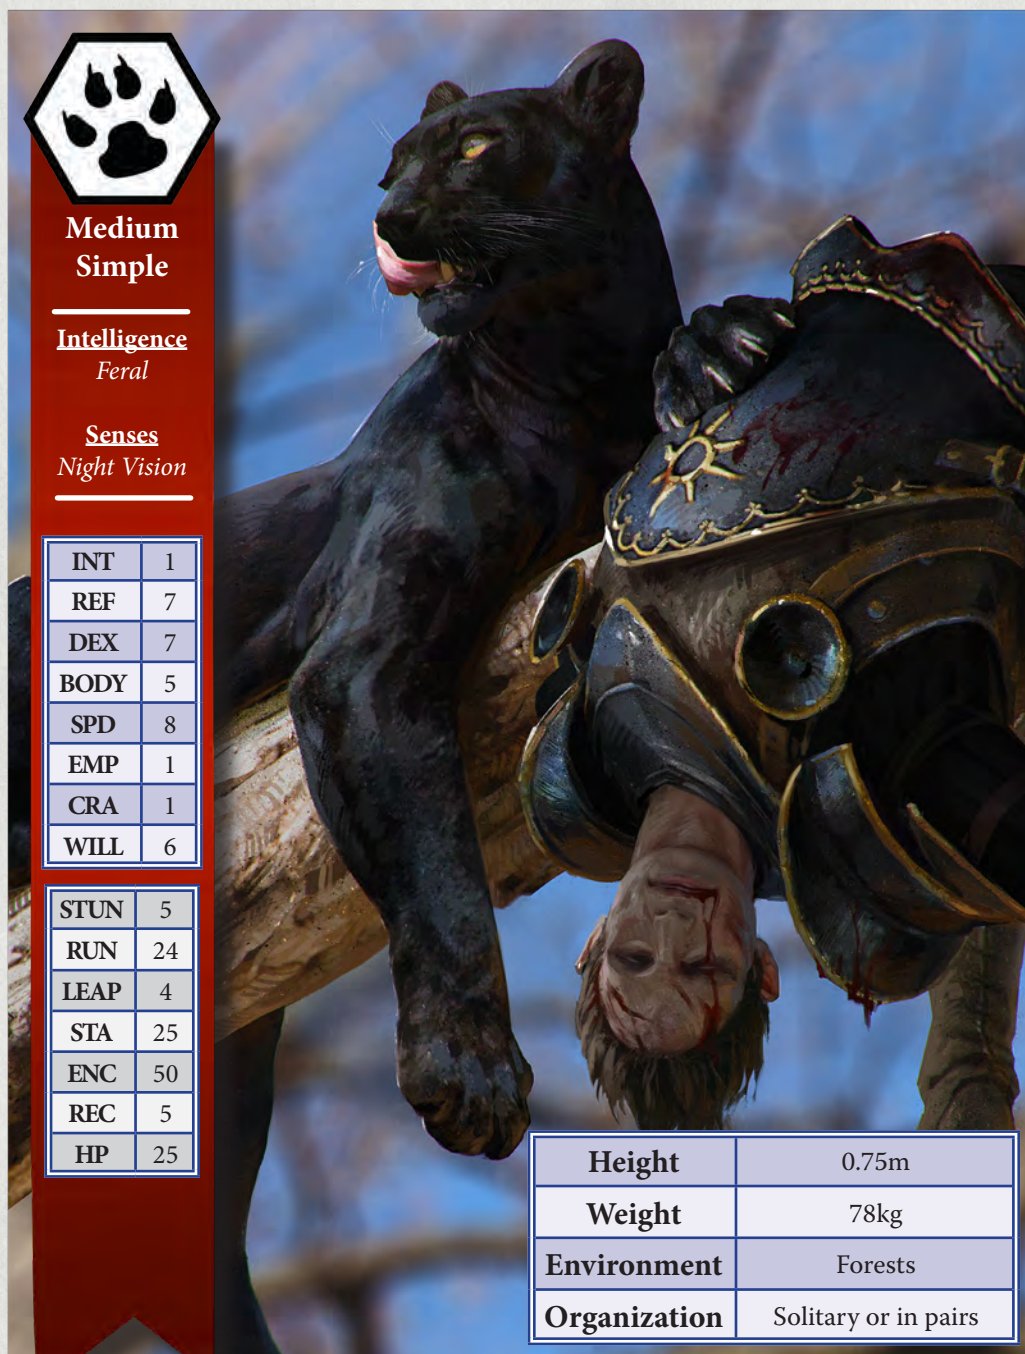 Medium
Simple
Intelligence
Feral
Senses
Night Vision
INT 1
REF 7
DEX 7
BODY 5
SPD 8
EMP 1
CRA 1
WILL 6
STUN 5
RUN 24
LEAP 4
STA 25
ENC 50
REC 5
HP 25
Height 0.75m
Weight 78kg
Environment Forests
Organization Solitary or in pairs